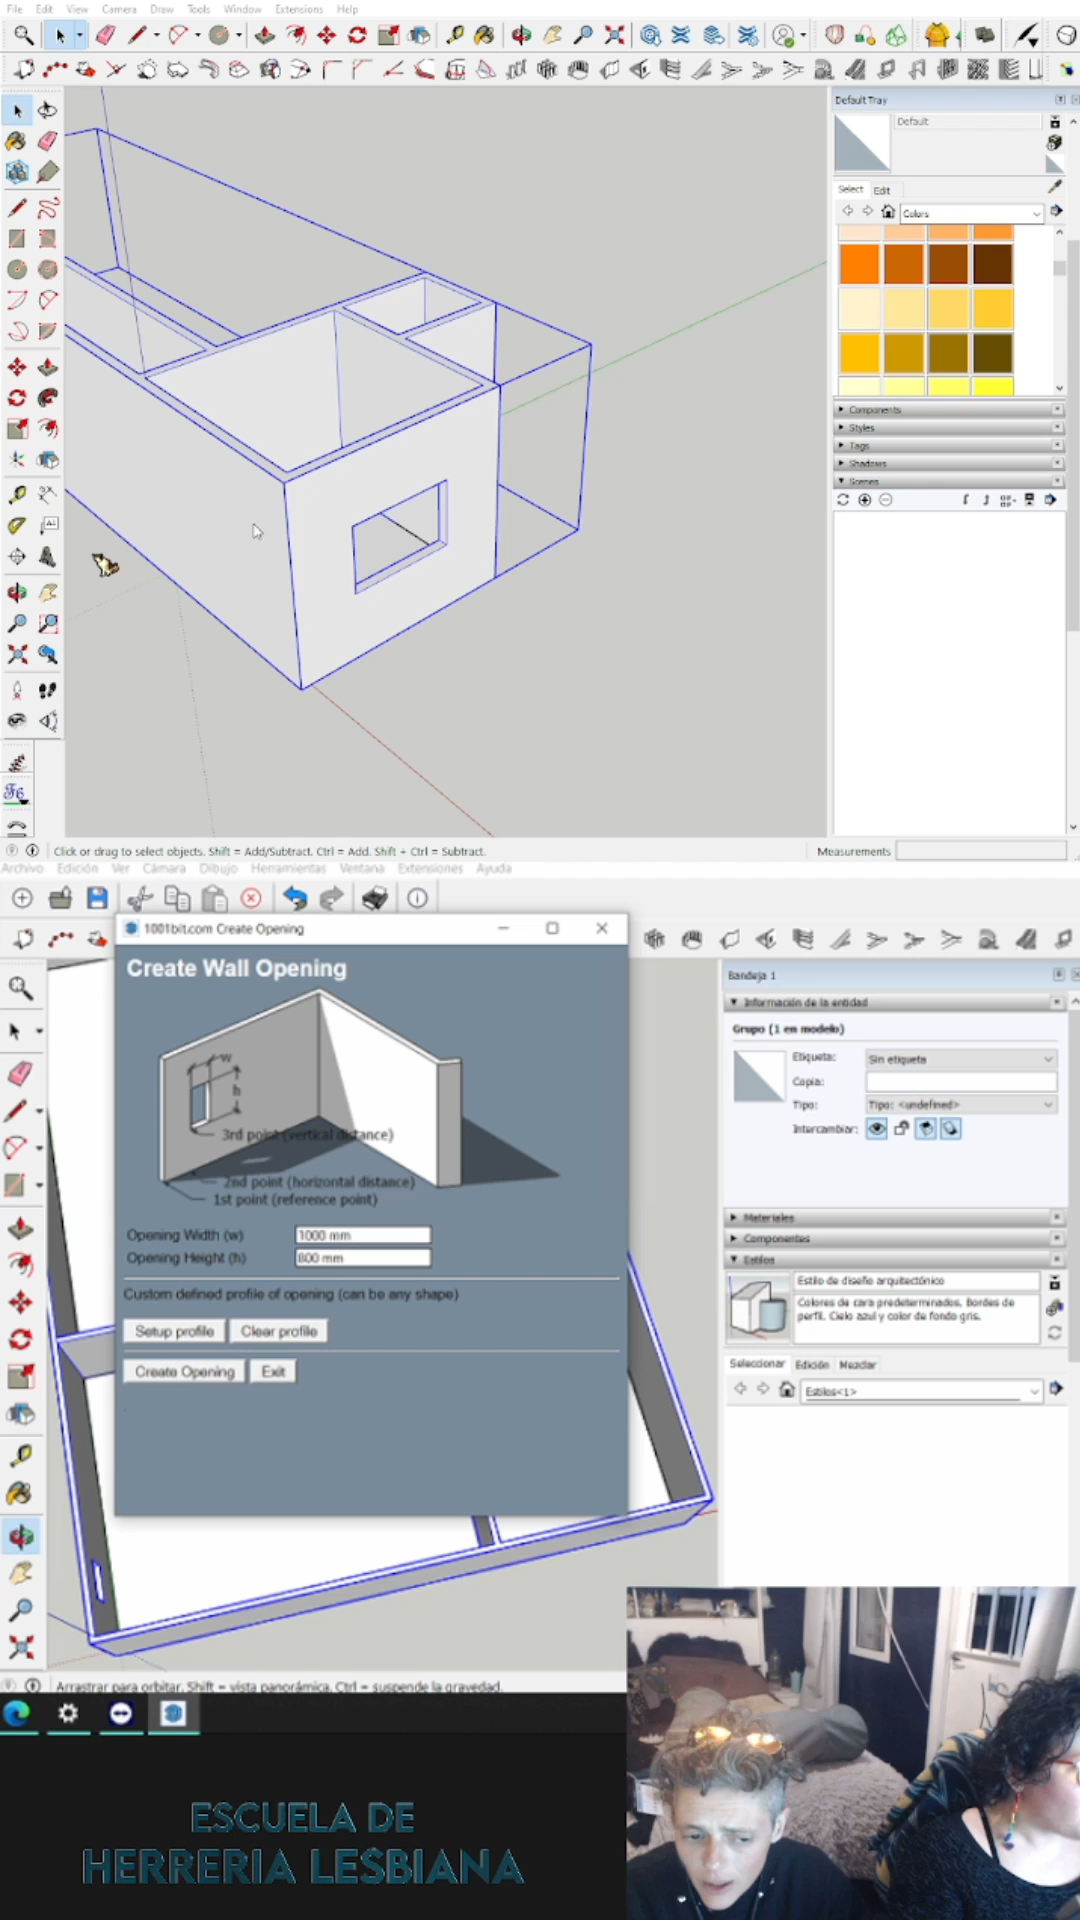 File Edit View Camera Draw Tools Window Extensions Help
Default Tray
Default
Select Edit
Colors
Components
Styles
Tags
Shadows
Scenes
Click or drag to select objects. Shift = Add/Subtract. Ctrl = Add. Shift + Ctrl = Subtract.
Measurements
Archivo Edición Ver Cámara Dibujo Herramientas Ventana Extensiones Ayuda
1001bit.com Create Opening
Create Wall Opening
w
h
3rd point (vertical distance)
2nd point (horizontal distance)
1st point (reference point)
Opening Width (w) 1000 mm
Opening Height (h) 800 mm
Custom defined profile of opening (can be any shape)
Setup profile Clear profile
Create Opening Exit
Bandeja 1
Información de la entidad
Grupo (1 en modelo)
Etiqueta: Sin etiqueta
Copia:
Tipo: Tipo: <undefined>
Intercambiar:
Materiales
Componentes
Estilos
Estilo de diseño arquitectónico
Colores de cara predeterminados. Bordes de
perfil. Cielo azul y color de fondo gris.
Seleccionar Edición Mezclar
Estilos<1>
Arrastrar para orbitar. Shift = vista panorámica. Ctrl = suspende la gravedad.
ESCUELA DE
HERRERIA LESBIANA